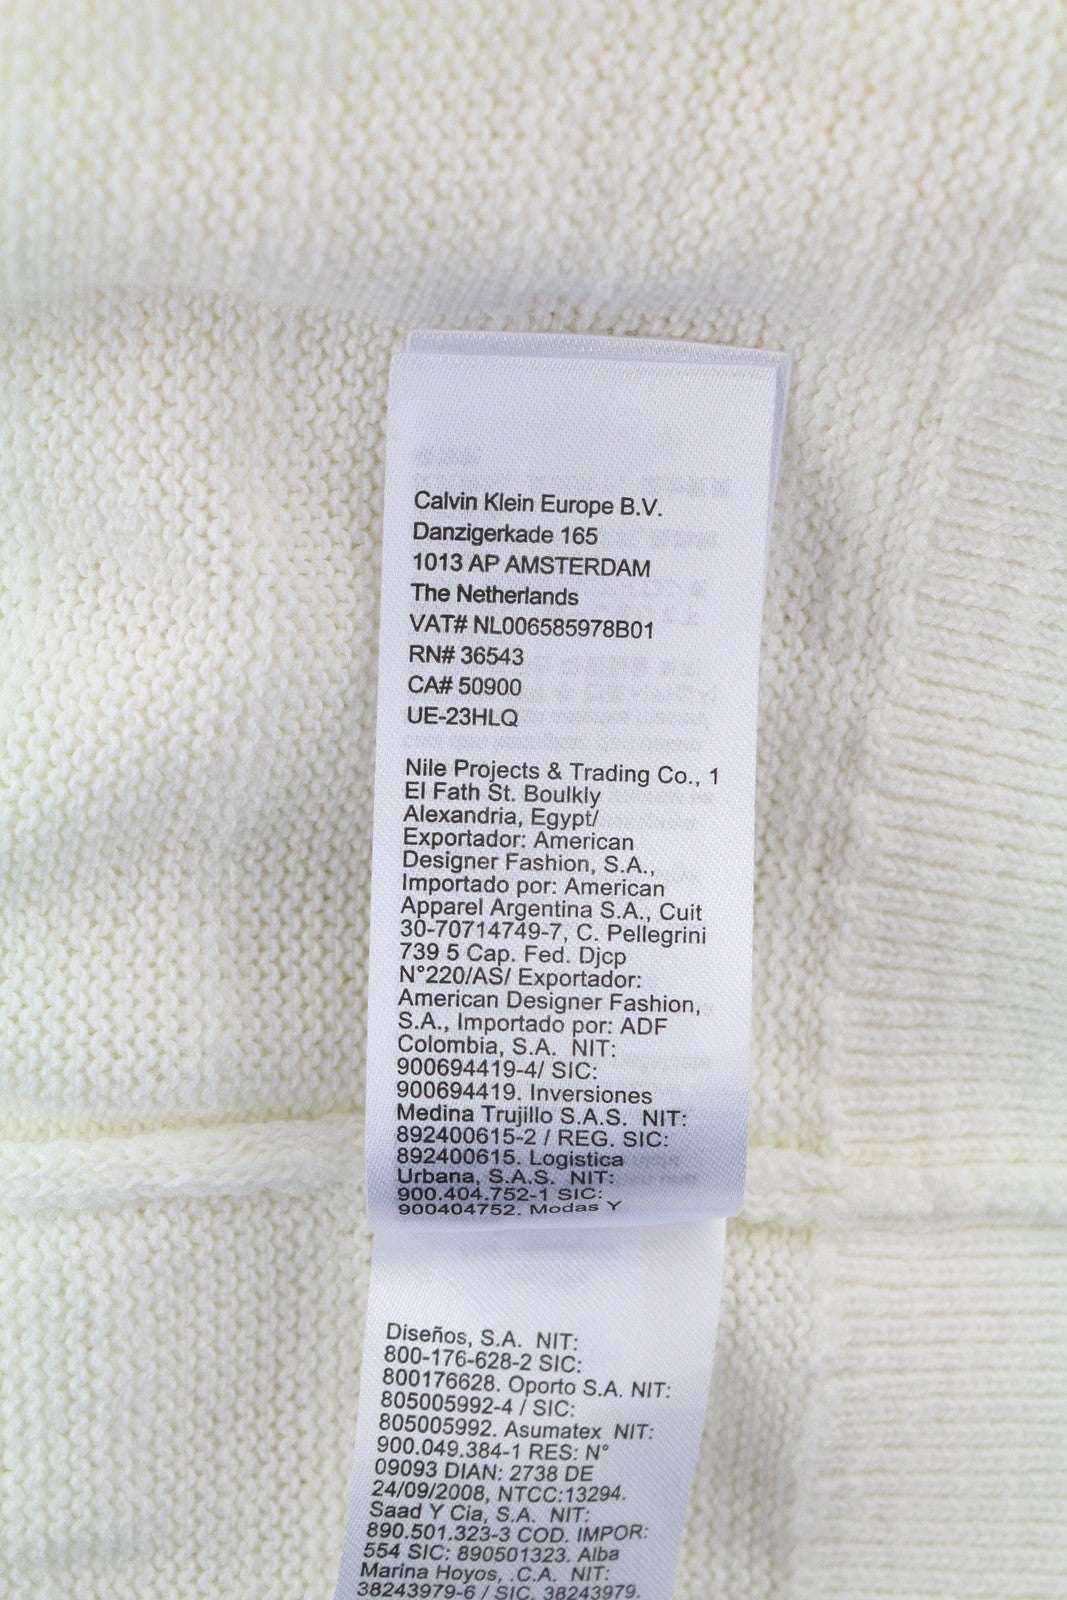 Calvin Klein Europe B.V.
Danzigerkade 165
1013 AP AMSTERDAM
The Netherlands
VAT# NL006585978B01
RN# 36543
CA# 50900
UE-23HLQ
Nile Projects & Trading Co., 1
El Fath St. Boulkly
Alexandria, Egypt/
Exportador: American
Designer Fashion, S.A.,
Importado por: American
Apparel Argentina S.A., Cuit
30-70714749-7, C. Pellegrini
739 5 Cap. Fed. Djcp
N°220/AS/ Exportador:
American Designer Fashion,
S.A., Importado por: ADF
Colombia, S.A. NIT:
900694419-4/ SIC:
900694419. Inversiones
Medina Trujillo S.A.S. NIT:
892400615-2 / REG. SIC:
892400615. Logistica
Urbana, S.A.S. NIT:
900.404.752-1 SIC:
900404752. Modas Y
Diseños, S.A. NIT:
800-176-628-2 SIC:
800176628. Oporto S.A. NIT:
805005992-4 / SIC:
805005992. Asumatex NIT:
900.049.384-1 RES: N°
09093 DIAN: 2738 DE
24/09/2008, NTCC:13294.
Saad Y Cia, S.A. NIT:
890.501.323-3 COD. IMPOR:
554 SIC: 890501323. Alba
Marina Hoyos, .C.A. NIT:
38243979-6 / SIC. 38243979.